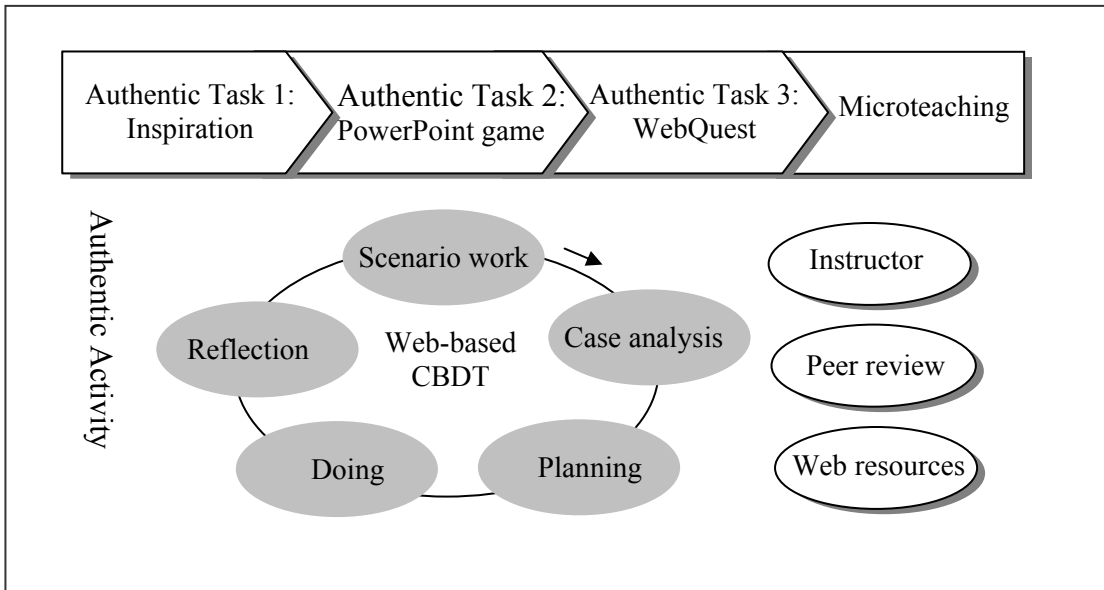 Authentic Task 1:
Inspiration
Authentic Task 2:
PowerPoint game
Authentic Task 3:
WebQuest
Microteaching
Authentic Activity
Scenario work
Case analysis
Planning
Doing
Reflection
Web-based
CBDT
Instructor
Peer review
Web resources